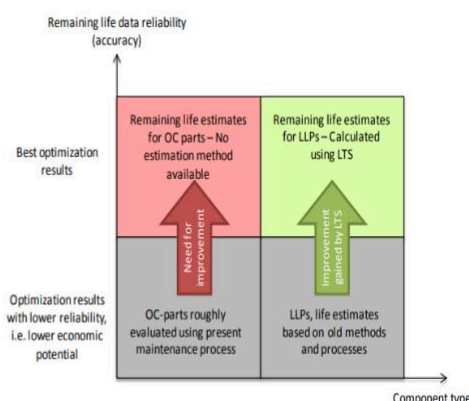 Remaining life data reliability
(accuracy)
Best optimization
results
Optimization results
with lower reliability,
i.e. lower economic
potential
Remaining life estimates
for OC parts – No
estimation method
available
Remaining life estimates
for LLPs – Calculated
using LTS
Need for
improvement
Improvement
gained by LTS
OC-parts roughly
evaluated using present
maintenance process
LLPs, life estimates
based on old methods
and processes
Component type